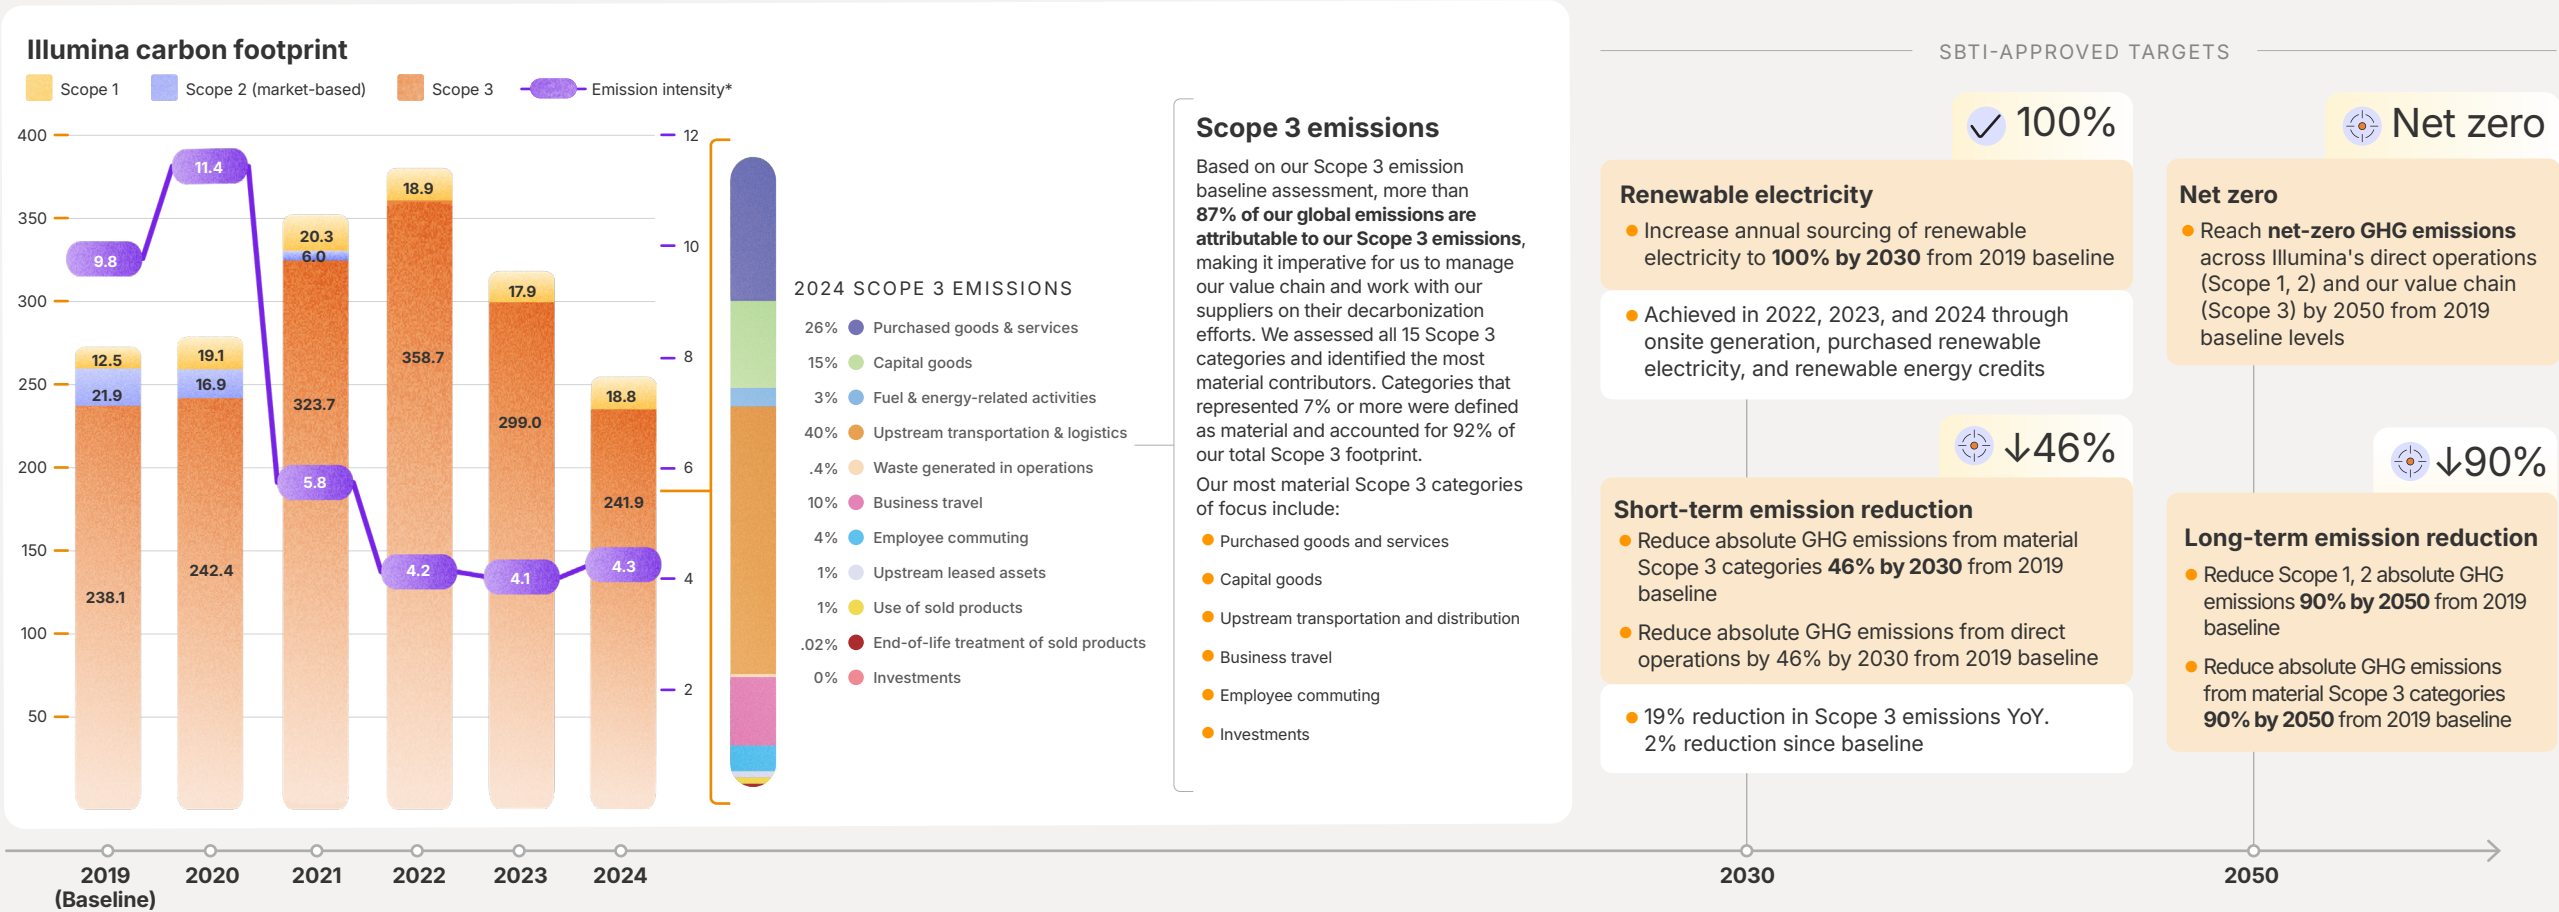 Illumina carbon footprint
Scope 1
Scope 2 (market-based)
Scope 3
Emission intensity*
400
350
300
250
200
150
100
50
12
10
8
6
4
2
9.8
11.4
5.8
4.2
4.1
4.3
12.5
21.9
238.1
19.1
16.9
242.4
20.3
6.0
323.7
18.9
358.7
17.9
299.0
18.8
241.9
2024 SCOPE 3 EMISSIONS
26% Purchased goods & services
15% Capital goods
3% Fuel & energy-related activities
40% Upstream transportation & logistics
.4% Waste generated in operations
10% Business travel
4% Employee commuting
1% Upstream leased assets
1% Use of sold products
.02% End-of-life treatment of sold products
0% Investments
Scope 3 emissions
Based on our Scope 3 emission
baseline assessment, more than
87% of our global emissions are
attributable to our Scope 3 emissions,
making it imperative for us to manage
our value chain and work with our
suppliers on their decarbonization
efforts. We assessed all 15 Scope 3
categories and identified the most
material contributors. Categories that
represented 7% or more were defined
as material and accounted for 92% of
our total Scope 3 footprint.
Our most material Scope 3 categories
of focus include:
Purchased goods and services
Capital goods
Upstream transportation and distribution
Business travel
Employee commuting
Investments
SBTI-APPROVED TARGETS
100%
Renewable electricity
Increase annual sourcing of renewable
electricity to 100% by 2030 from 2019 baseline
Achieved in 2022, 2023, and 2024 through
onsite generation, purchased renewable
electricity, and renewable energy credits
↓46%
Short-term emission reduction
Reduce absolute GHG emissions from material
Scope 3 categories 46% by 2030 from 2019
baseline
Reduce absolute GHG emissions from direct
operations by 46% by 2030 from 2019 baseline
19% reduction in Scope 3 emissions YoY.
2% reduction since baseline
Net zero
Net zero
Reach net-zero GHG emissions
across Illumina's direct operations
(Scope 1, 2) and our value chain
(Scope 3) by 2050 from 2019
baseline levels
↓90%
Long-term emission reduction
Reduce Scope 1, 2 absolute GHG
emissions 90% by 2050 from 2019
baseline
Reduce absolute GHG emissions
from material Scope 3 categories
90% by 2050 from 2019 baseline
2019
(Baseline)
2020
2021
2022
2023
2024
2030
2050